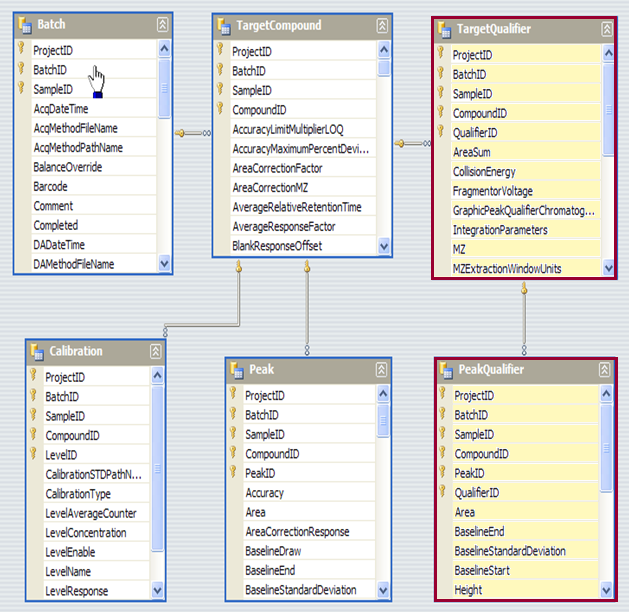 Batch
ProjectID
BatchID
SampleID
AcqDateTime
AcqMethodFileName
AcqMethodPathName
BalanceOverride
Barcode
Comment
Completed
DADateTime
DAMethodFileName
TargetCompound
ProjectID
BatchID
SampleID
CompoundID
AccuracyLimitMultiplierLOQ
AccuracyMaximumPercentDevi...
AreaCorrectionFactor
AreaCorrectionMZ
AverageRelativeRetentionTime
AverageResponseFactor
BlankResponseOffset
TargetQualifier
ProjectID
BatchID
SampleID
CompoundID
QualifierID
AreaSum
CollisionEnergy
FragmentorVoltage
GraphicPeakQualifierChromatog...
IntegrationParameters
MZ
MZExtractionWindowUnits
Calibration
ProjectID
BatchID
SampleID
CompoundID
LevelID
CalibrationSTDPathN...
CalibrationType
LevelAverageCounter
LevelConcentration
LevelEnable
LevelName
LevelResponse
Peak
ProjectID
BatchID
SampleID
CompoundID
PeakID
Accuracy
Area
AreaCorrectionResponse
BaselineDraw
BaselineEnd
BaselineStandardDeviation
PeakQualifier
ProjectID
BatchID
SampleID
CompoundID
PeakID
QualifierID
Area
BaselineEnd
BaselineStandardDeviation
BaselineStart
Height